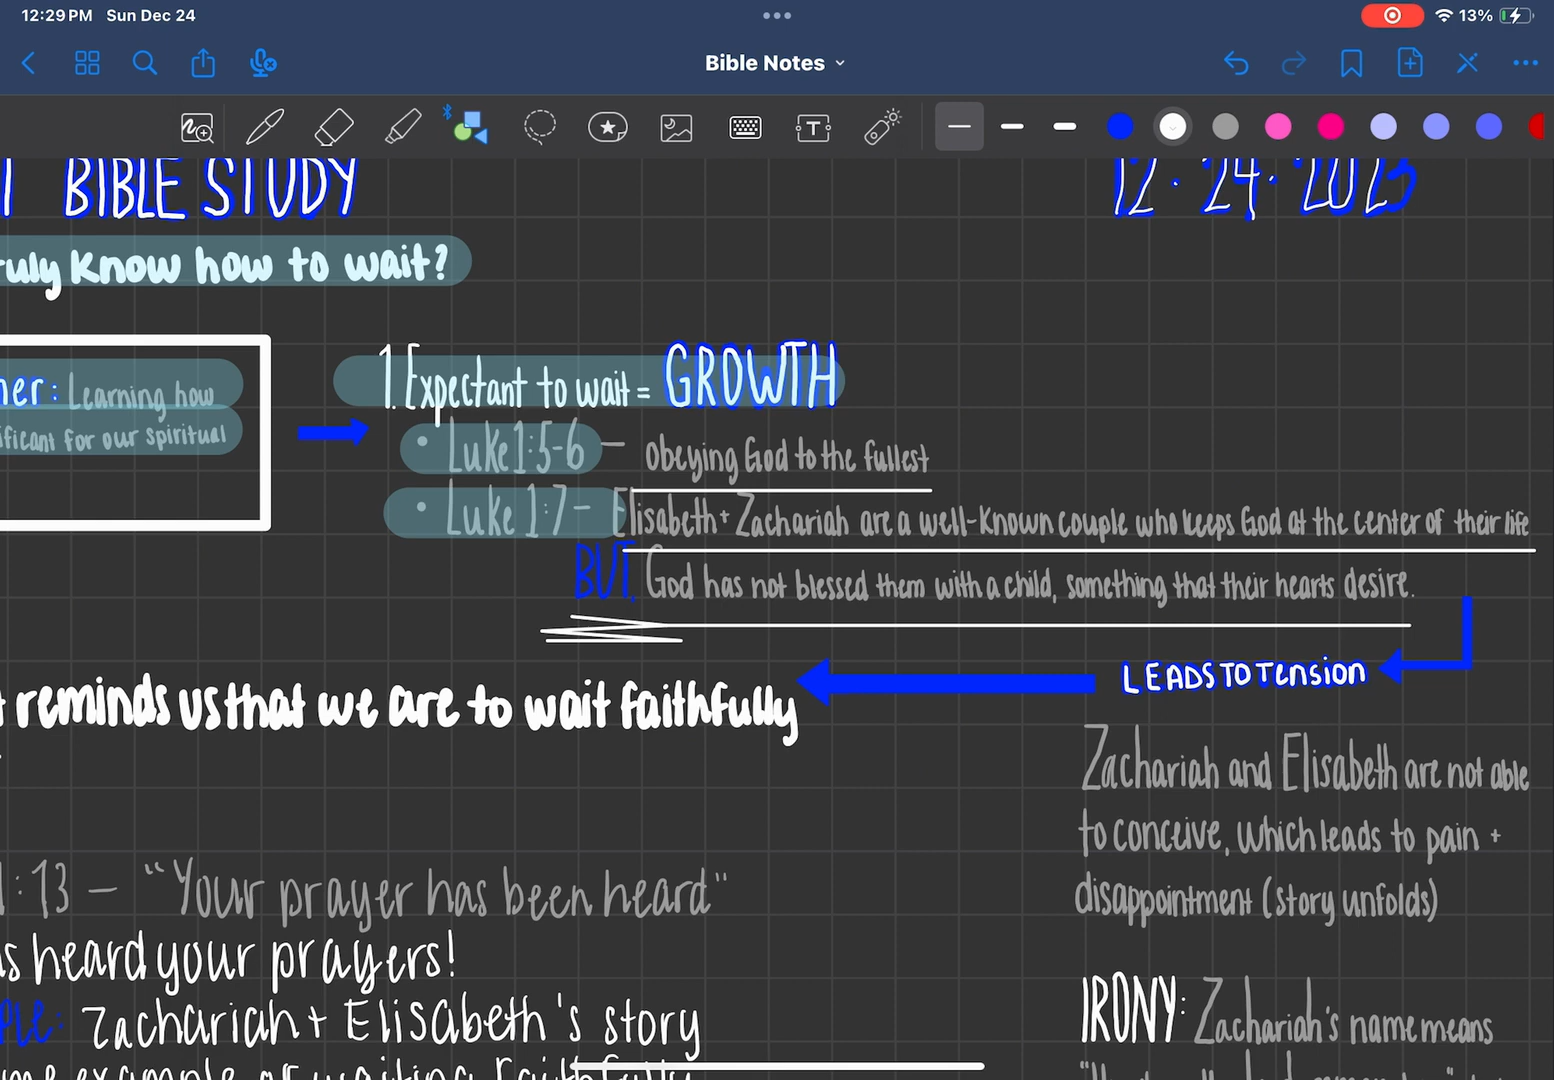 12:29 PM Sun Dec 24
13%
Bible Notes
BIBLE STUDY
12.24.2023
Know how to wait?
1. Expectant to wait = GROWTH
: Learning how
for our spiritual
• Luke 1:5-6 — obeying God to the fullest
• Luke 1:7 - Elisabeth + Zachariah are a well-known couple who keeps God at the center of their life
BUT, God has not blessed them with a child, something that their hearts desire.
LEADS TO Tension
reminds us that we are to wait faithfully
Zachariah and Elisabeth are not able
to conceive, which leads to pain +
disappointment (story unfolds)
:13 — "Your prayer has been heard"
heard your prayers!
Zachariah + Elisabeth's story
example of waiting faithfully
IRONY: Zachariah's name means